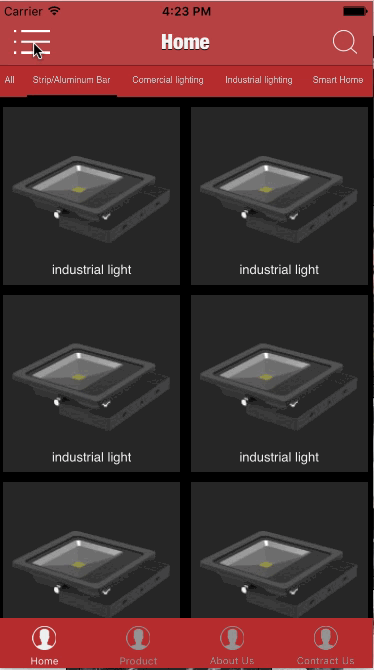 Carrier 4:23 PM
Home
All Strip/Aluminum Bar Comercial lighting Industrial lighting Smart Home
industrial light industrial light
industrial light industrial light
Home Product About Us Contract Us